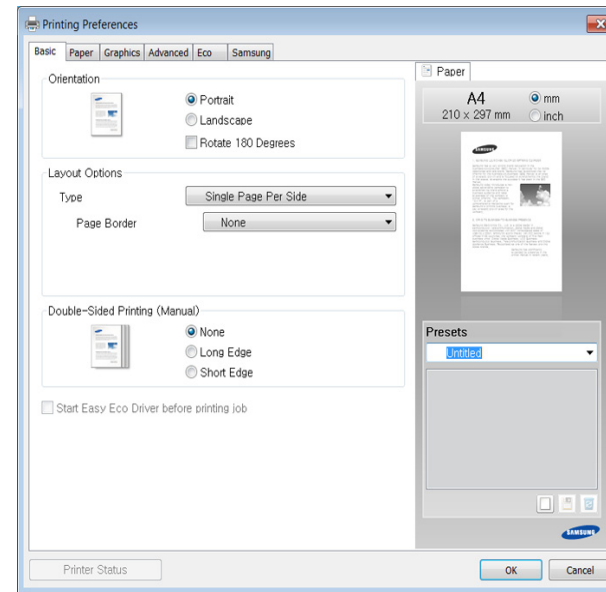 Printing Preferences
Basic Paper Graphics Advanced Eco Samsung
Orientation
Portrait
Landscape
Rotate 180 Degrees
Layout Options
Type Single Page Per Side
Page Border None
Double-Sided Printing (Manual)
None
Long Edge
Short Edge
Start Easy Eco Driver before printing job
Paper
A4
210 x 297 mm
mm
inch
SAMSUNG
Presets
Untitled
SAMSUNG
Printer Status OK Cancel